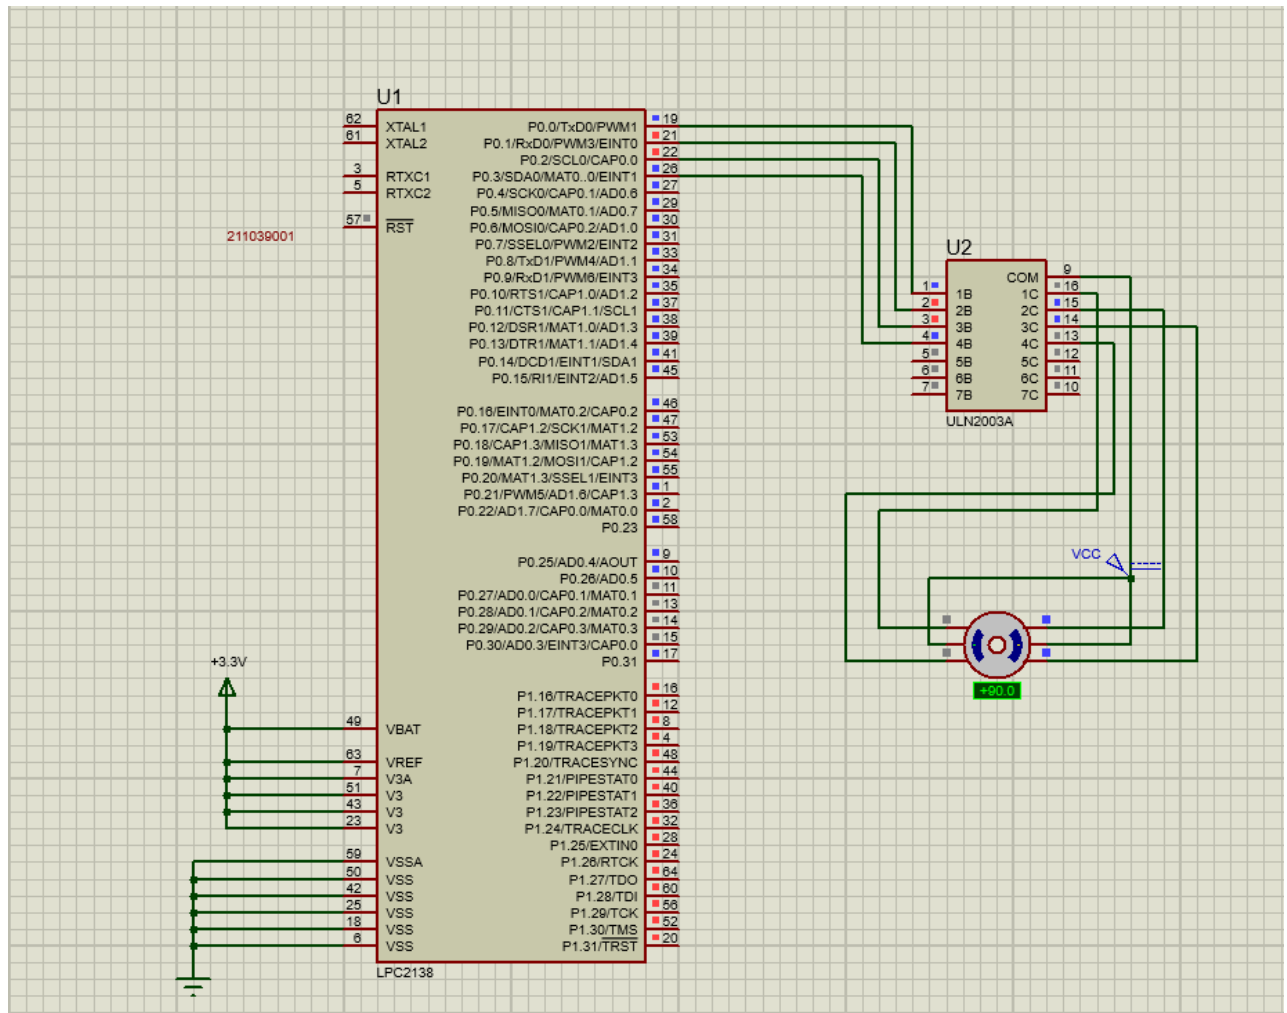 U1
62 XTAL1
61 XTAL2
3 RTXC1
5 RTXC2
57 RST
211039001
P0.0/TxD0/PWM1 19
P0.1/RxD0/PWM3/EINT0 21
P0.2/SCL0/CAP0.0 22
P0.3/SDA0/MAT0..0/EINT1 26
P0.4/SCK0/CAP0.1/AD0.6 27
P0.5/MISO0/MAT0.1/AD0.7 29
P0.6/MOSI0/CAP0.2/AD1.0 30
P0.7/SSEL0/PWM2/EINT2 31
P0.8/TxD1/PWM4/AD1.1 33
P0.9/RxD1/PWM6/EINT3 34
P0.10/RTS1/CAP1.0/AD1.2 35
P0.11/CTS1/CAP1.1/SCL1 37
P0.12/DSR1/MAT1.0/AD1.3 38
P0.13/DTR1/MAT1.1/AD1.4 39
P0.14/DCD1/EINT1/SDA1 41
P0.15/RI1/EINT2/AD1.5 45
P0.16/EINT0/MAT0.2/CAP0.2 46
P0.17/CAP1.2/SCK1/MAT1.2 47
P0.18/CAP1.3/MISO1/MAT1.3 53
P0.19/MAT1.2/MOSI1/CAP1.2 54
P0.20/MAT1.3/SSEL1/EINT3 55
P0.21/PWM5/AD1.6/CAP1.3 1
P0.22/AD1.7/CAP0.0/MAT0.0 2
P0.23 58
P0.25/AD0.4/AOUT 9
P0.26/AD0.5 10
P0.27/AD0.0/CAP0.1/MAT0.1 11
P0.28/AD0.1/CAP0.2/MAT0.2 13
P0.29/AD0.2/CAP0.3/MAT0.3 14
P0.30/AD0.3/EINT3/CAP0.0 15
P0.31 17
P1.16/TRACEPKT0 16
P1.17/TRACEPKT1 12
P1.18/TRACEPKT2 8
P1.19/TRACEPKT3 4
P1.20/TRACESYNC 48
P1.21/PIPESTAT0 44
P1.22/PIPESTAT1 40
P1.23/PIPESTAT2 36
P1.24/TRACECLK 32
P1.25/EXTIN0 28
P1.26/RTCK 24
P1.27/TDO 64
P1.28/TDI 60
P1.29/TCK 56
P1.30/TMS 52
P1.31/TRST 20
+3.3V
49 VBAT
63 VREF
7 V3A
51 V3
43 V3
23 V3
59 VSSA
50 VSS
42 VSS
25 VSS
18 VSS
6 VSS
LPC2138
U2
COM 9
1 1B 1C 16
2 2B 2C 15
3 3B 3C 14
4 4B 4C 13
5 5B 5C 12
6 6B 6C 11
7 7B 7C 10
ULN2003A
VCC
+90.0